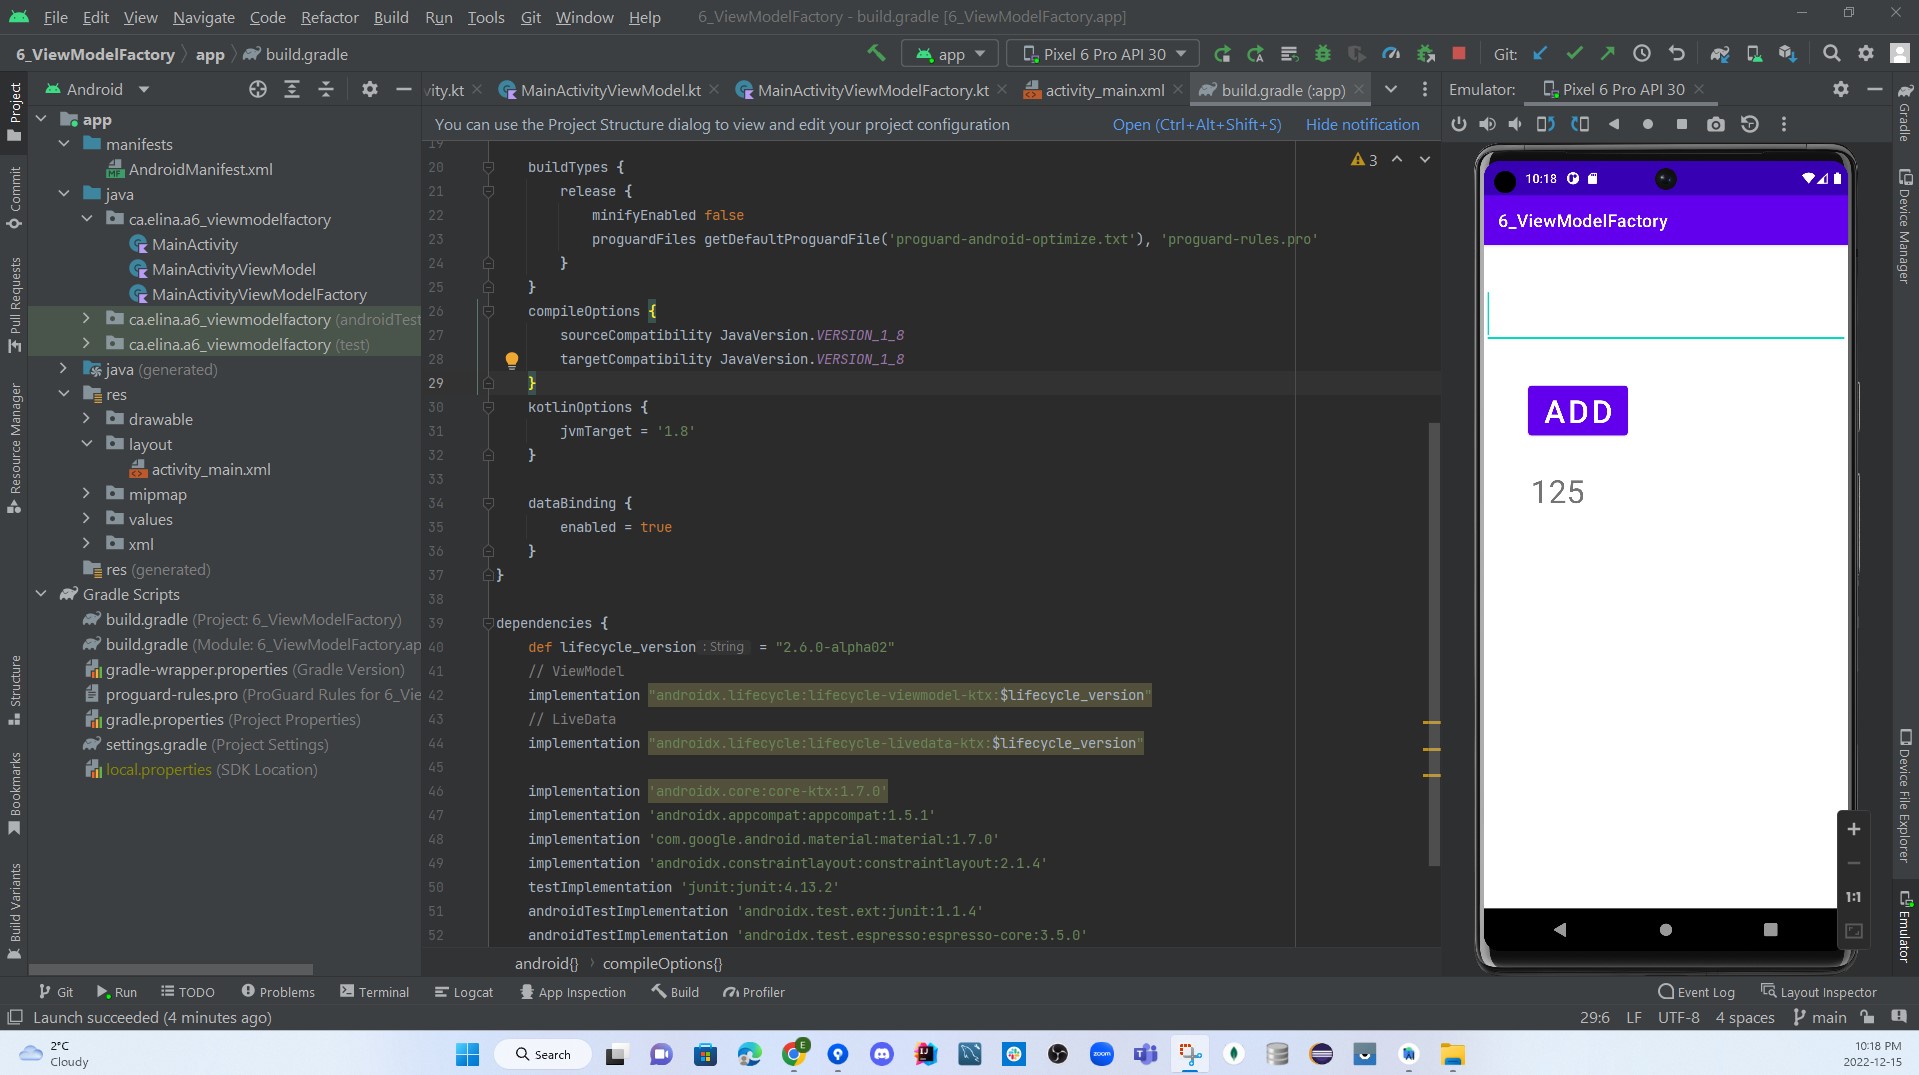 File Edit View Navigate Code Refactor Build Run Tools Git Window Help 6_ViewModelFactory - build.gradle [6_ViewModelFactory.app]
6_ViewModelFactory app build.gradle app Pixel 6 Pro API 30 Git:
Android
vity.kt MainActivityViewModel.kt MainActivityViewModelFactory.kt activity_main.xml build.gradle (:app) Emulator: Pixel 6 Pro API 30
You can use the Project Structure dialog to view and edit your project configuration Open (Ctrl+Alt+Shift+S) Hide notification
Project
Commit
Pull Requests
Resource Manager
Structure
Bookmarks
Build Variants
app
manifests
AndroidManifest.xml
java
ca.elina.a6_viewmodelfactory
MainActivity
MainActivityViewModel
MainActivityViewModelFactory
ca.elina.a6_viewmodelfactory (androidTest
ca.elina.a6_viewmodelfactory (test)
java (generated)
res
drawable
layout
activity_main.xml
mipmap
values
xml
res (generated)
Gradle Scripts
build.gradle (Project: 6_ViewModelFactory)
build.gradle (Module: 6_ViewModelFactory.ap
gradle-wrapper.properties (Gradle Version)
proguard-rules.pro (ProGuard Rules for 6_Vie
gradle.properties (Project Properties)
settings.gradle (Project Settings)
local.properties (SDK Location)
3
19
20 buildTypes {
21 release {
22 minifyEnabled false
23 proguardFiles getDefaultProguardFile('proguard-android-optimize.txt'), 'proguard-rules.pro'
24 }
25 }
26 compileOptions {
27 sourceCompatibility JavaVersion.VERSION_1_8
28 targetCompatibility JavaVersion.VERSION_1_8
29 }
30 kotlinOptions {
31 jvmTarget = '1.8'
32 }
33
34 dataBinding {
35 enabled = true
36 }
37 }
38
39 dependencies {
40 def lifecycle_version : String = "2.6.0-alpha02"
41 // ViewModel
42 implementation "androidx.lifecycle:lifecycle-viewmodel-ktx:$lifecycle_version"
43 // LiveData
44 implementation "androidx.lifecycle:lifecycle-livedata-ktx:$lifecycle_version"
45
46 implementation 'androidx.core:core-ktx:1.7.0'
47 implementation 'androidx.appcompat:appcompat:1.5.1'
48 implementation 'com.google.android.material:material:1.7.0'
49 implementation 'androidx.constraintlayout:constraintlayout:2.1.4'
50 testImplementation 'junit:junit:4.13.2'
51 androidTestImplementation 'androidx.test.ext:junit:1.1.4'
52 androidTestImplementation 'androidx.test.espresso:espresso-core:3.5.0'
android{} compileOptions{}
10:18
6_ViewModelFactory
ADD
125
1:1
Gradle
Device Manager
Device File Explorer
Emulator
Git Run TODO Problems Terminal Logcat App Inspection Build Profiler Event Log Layout Inspector
Launch succeeded (4 minutes ago) 29:6 LF UTF-8 4 spaces main
2°C
Cloudy
Search
E
zoom
10:18 PM
2022-12-15